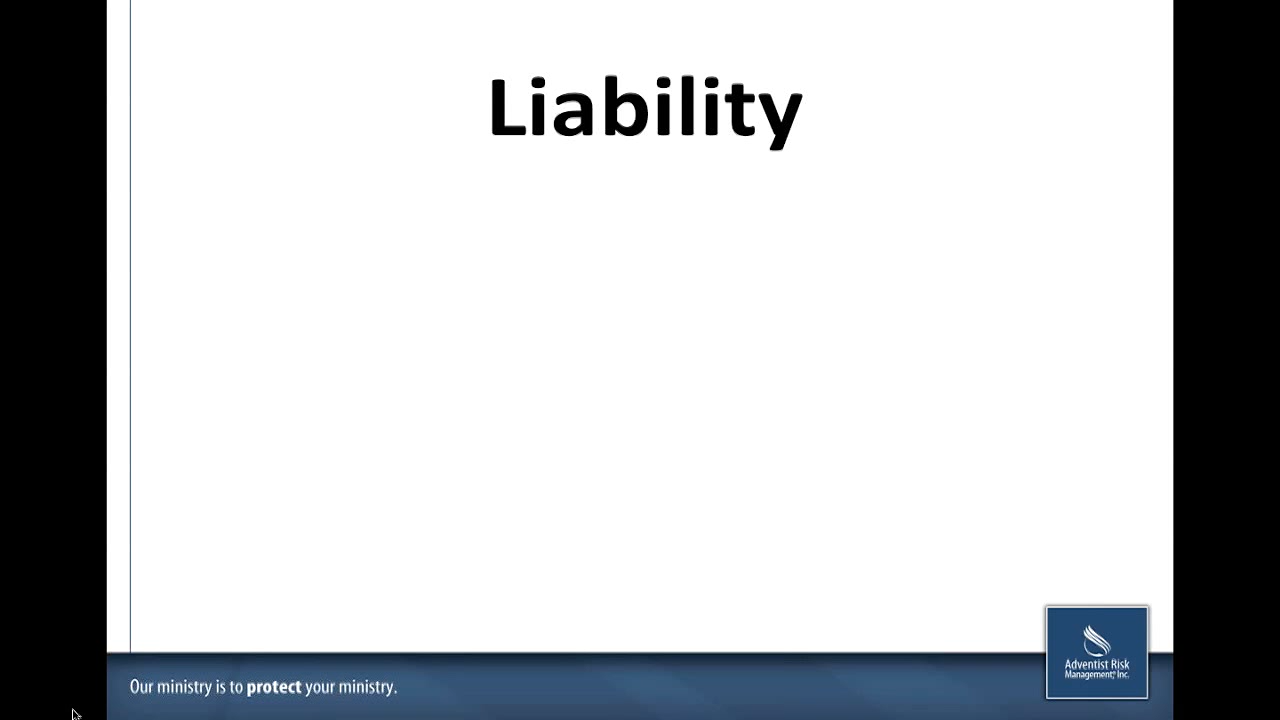 Liability
Our ministry is to protect your ministry.
Adventist Risk
Management, Inc.